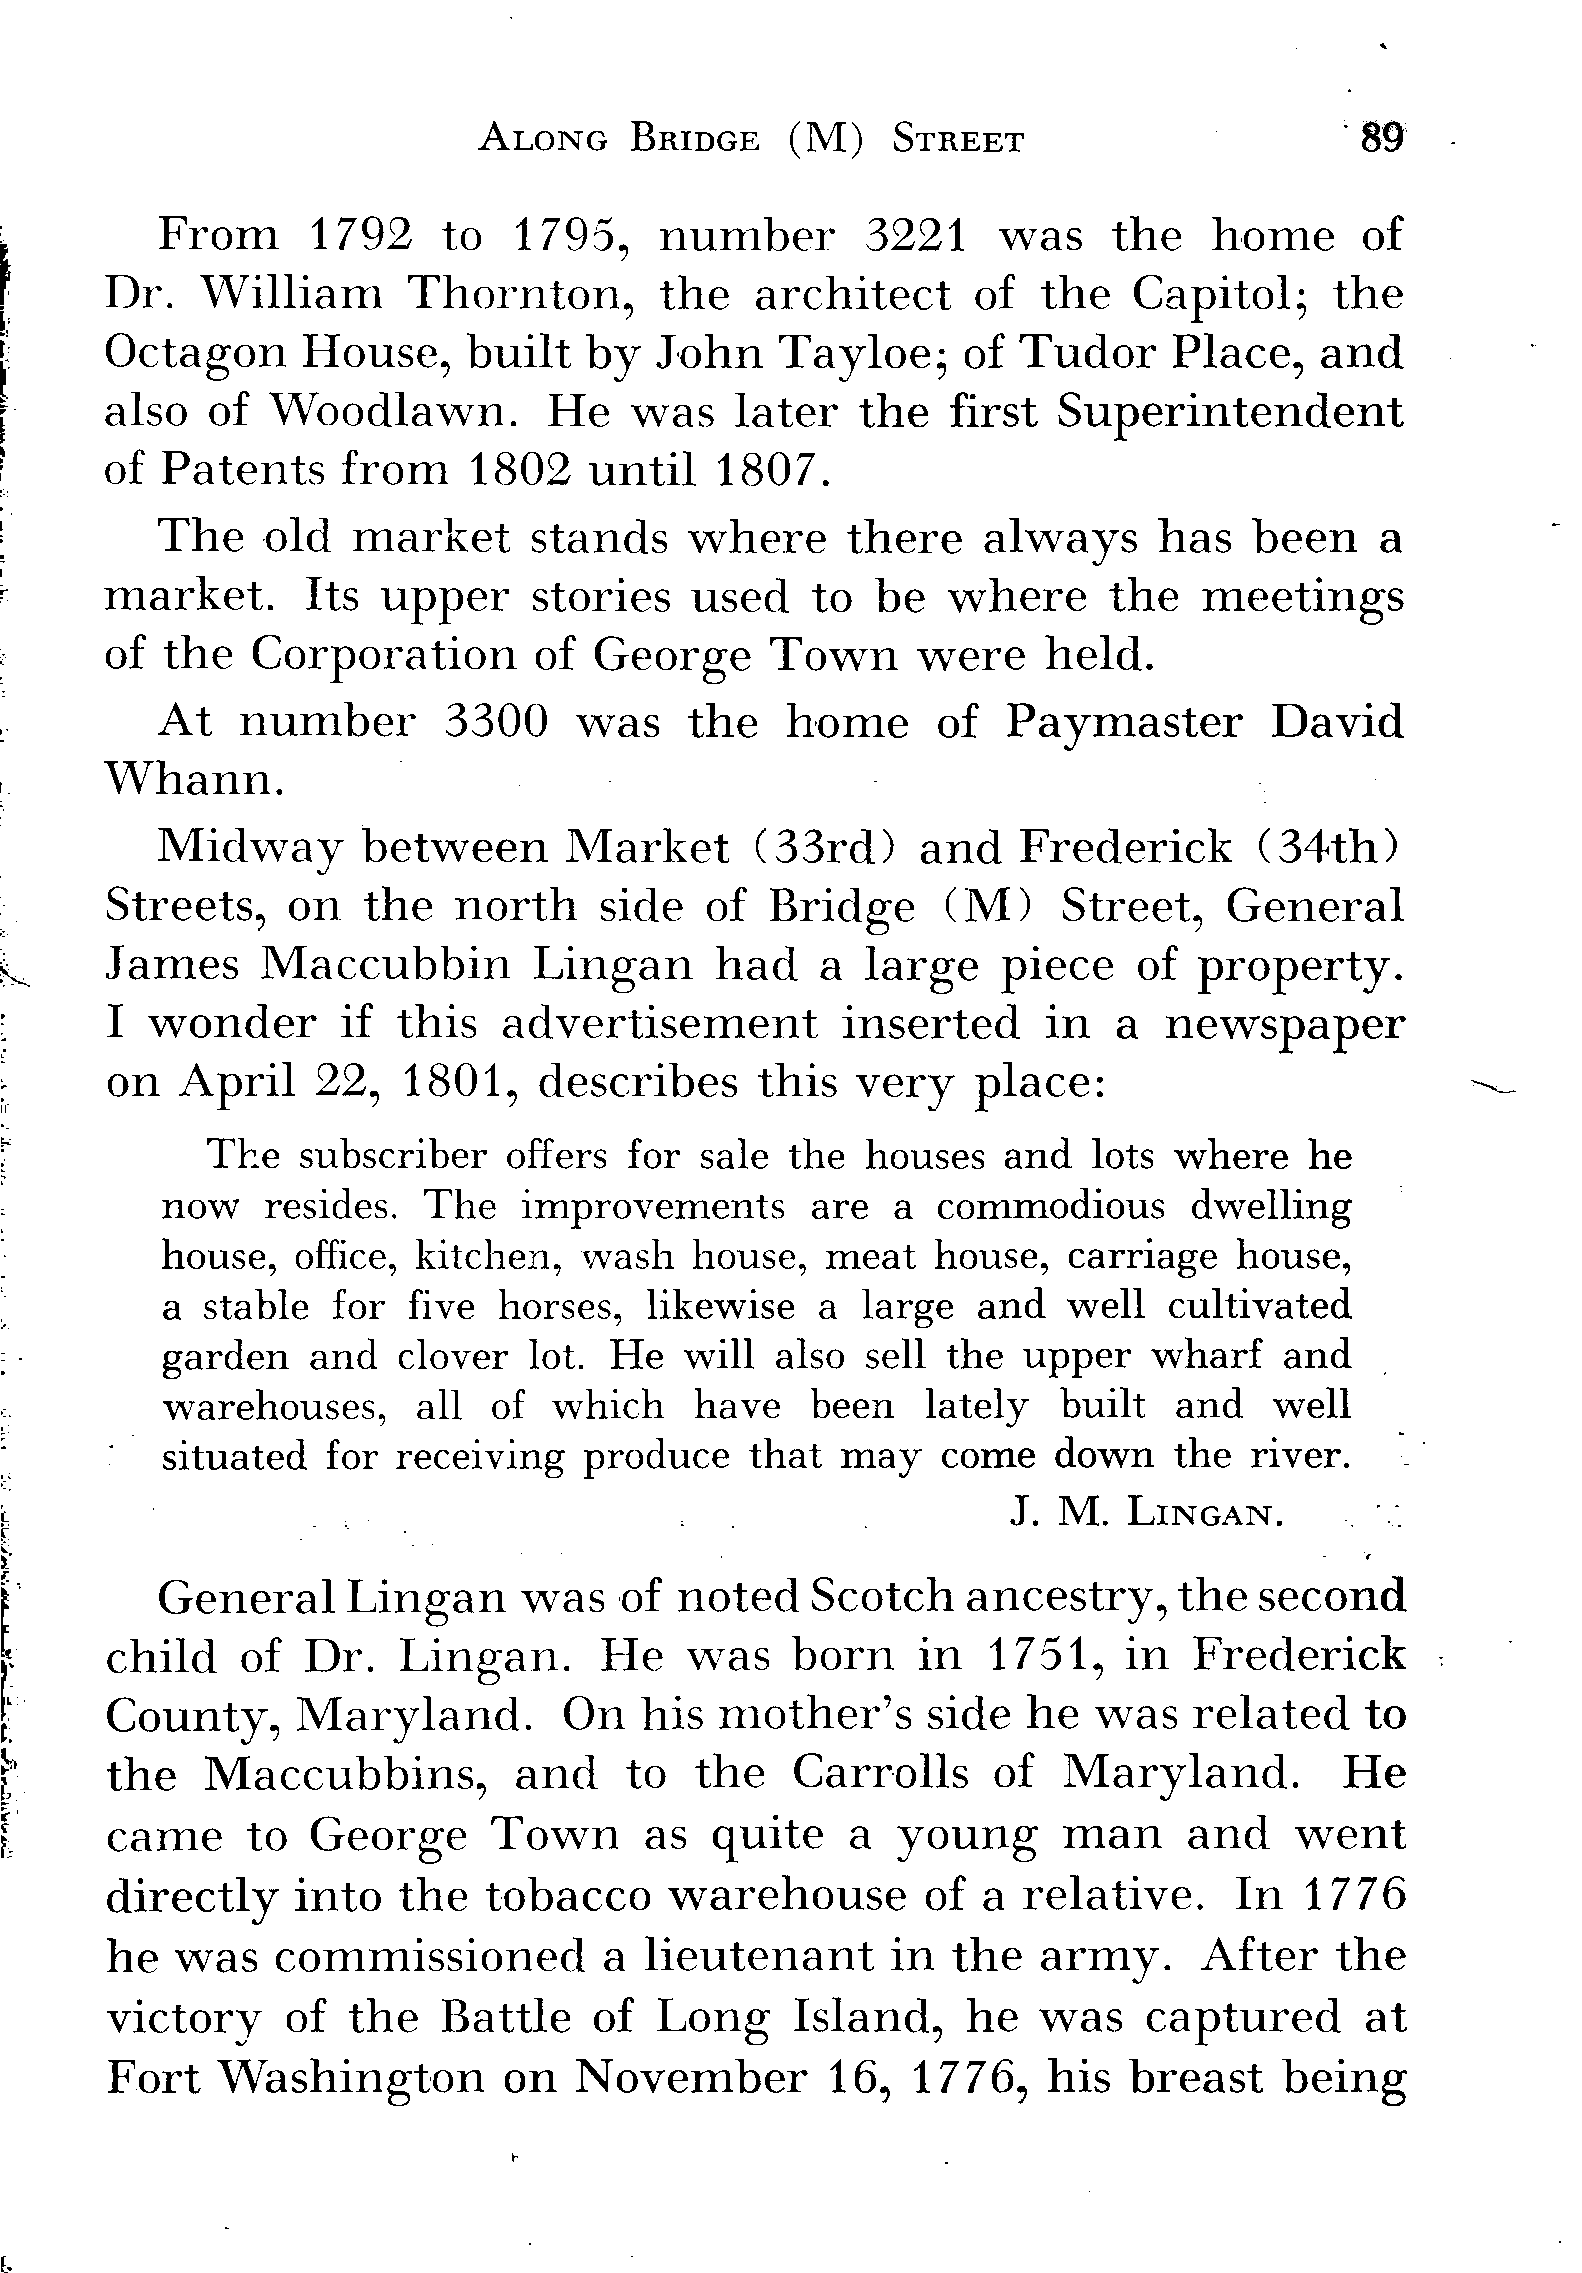 ALONG BRIDGE (M) STREET 89
From 1792 to 1795, number 3221 was the home of
Dr. William Thornton, the architect of the Capitol; the
Octagon House, built by John Tayloe; of Tudor Place, and
also of Woodlawn. He was later the first Superintendent
of Patents from 1802 until 1807.
The old market stands where there always has been a
market. Its upper stories used to be where the meetings
of the Corporation of George Town were held.
At number 3300 was the home of Paymaster David
Whann.
Midway between Market (33rd) and Frederick (34th)
Streets, on the north side of Bridge (M) Street, General
James Maccubbin Lingan had a large piece of property.
I wonder if this advertisement inserted in a newspaper
on April 22, 1801, describes this very place:
The subscriber offers for sale the houses and lots where he
now resides. The improvements are a commodious dwelling
house, office, kitchen, wash house, meat house, carriage house,
a stable for five horses, likewise a large and well cultivated
garden and clover lot. He will also sell the upper wharf and
warehouses, all of which have been lately built and well
situated for receiving produce that may come down the river.
J. M. LINGAN.
General Lingan was of noted Scotch ancestry, the second
child of Dr. Lingan. He was born in 1751, in Frederick
County, Maryland. On his mother's side he was related to
the Maccubbins, and to the Carrolls of Maryland. He
came to George Town as quite a young man and went
directly into the tobacco warehouse of a relative. In 1776
he was commissioned a lieutenant in the army. After the
victory of the Battle of Long Island, he was captured at
Fort Washington on November 16, 1776, his breast being